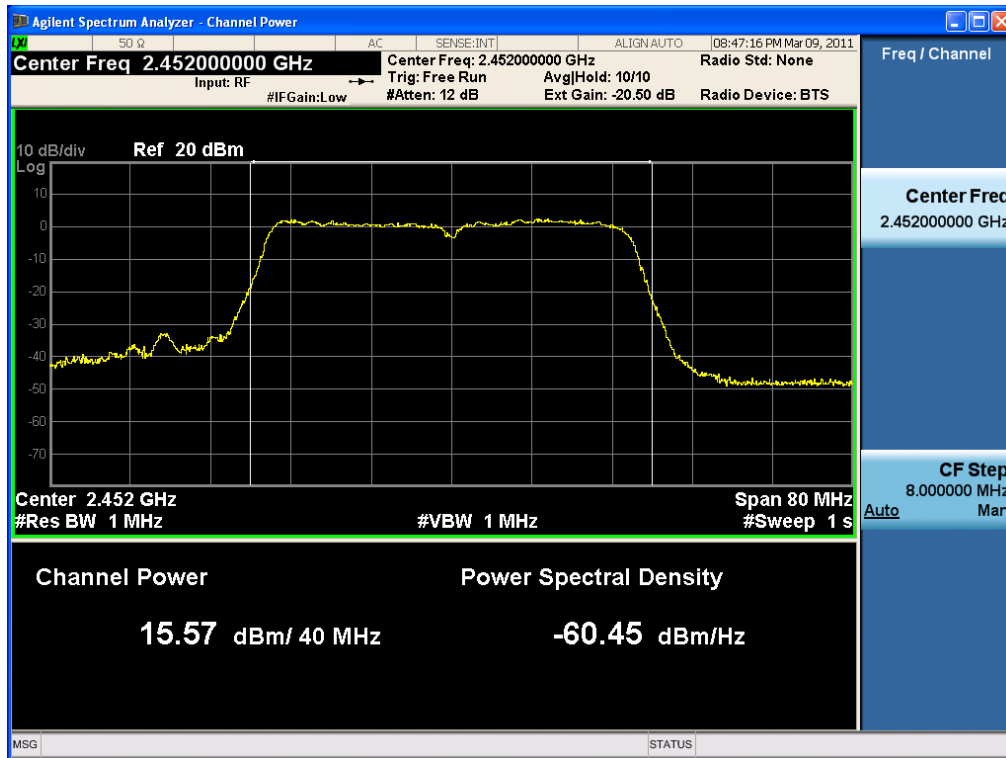 Agilent Spectrum Analyzer - Channel Power
LXI 50 Ω AC SENSE:INT ALIGN AUTO 08:47:16 PM Mar 09, 2011
Center Freq 2.452000000 GHz
Input: RF
#IFGain:Low
Center Freq: 2.452000000 GHz
Trig: Free Run Avg|Hold: 10/10
#Atten: 12 dB Ext Gain: -20.50 dB
Radio Std: None
Radio Device: BTS
10 dB/div Ref 20 dBm
Log
10
0
-10
-20
-30
-40
-50
-60
-70
Center 2.452 GHz Span 80 MHz
#Res BW 1 MHz #VBW 1 MHz #Sweep 1 s
Channel Power Power Spectral Density
15.57 dBm/ 40 MHz -60.45 dBm/Hz
MSG STATUS
Freq / Channel
Center Freq
2.452000000 GHz
CF Step
8.000000 MHz
Auto Man